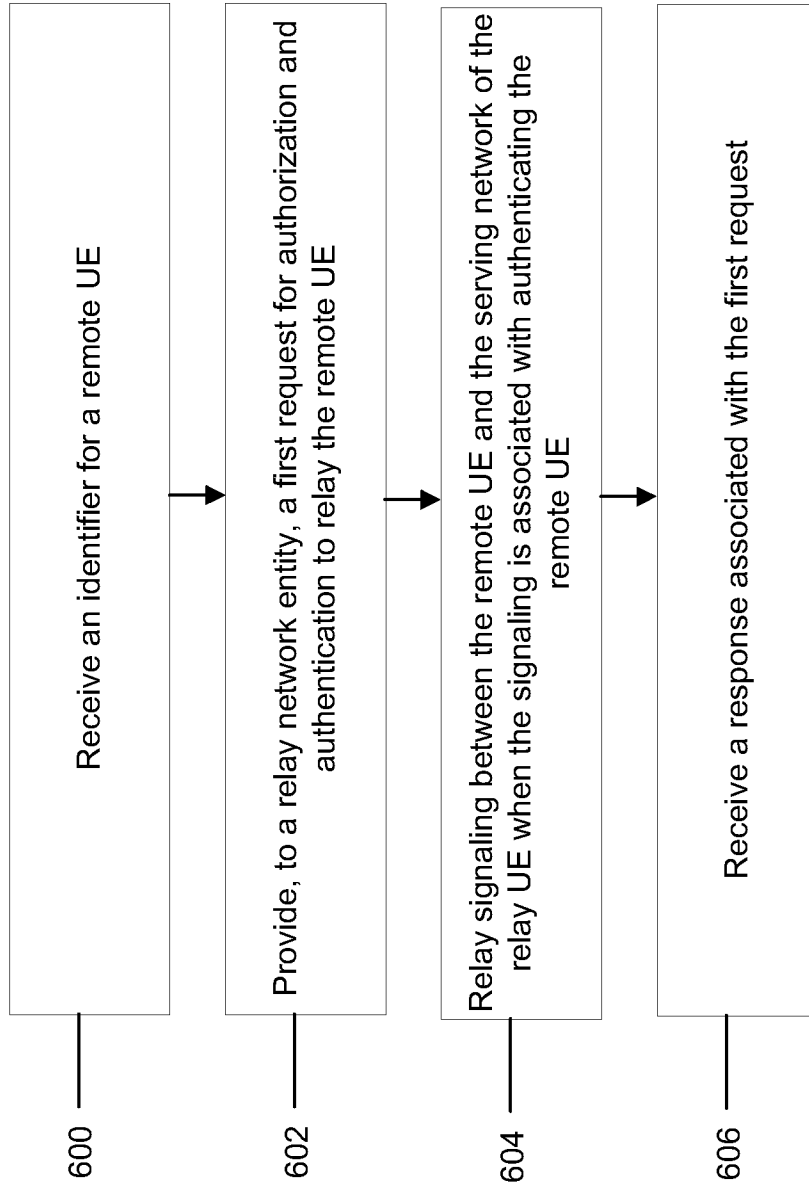 600
Receive an identifier for a remote UE
602
Provide, to a relay network entity, a first request for authorization and
authentication to relay the remote UE
604
Relay signaling between the remote UE and the serving network of the
relay UE when the signaling is associated with authenticating the
remote UE
606
Receive a response associated with the first request